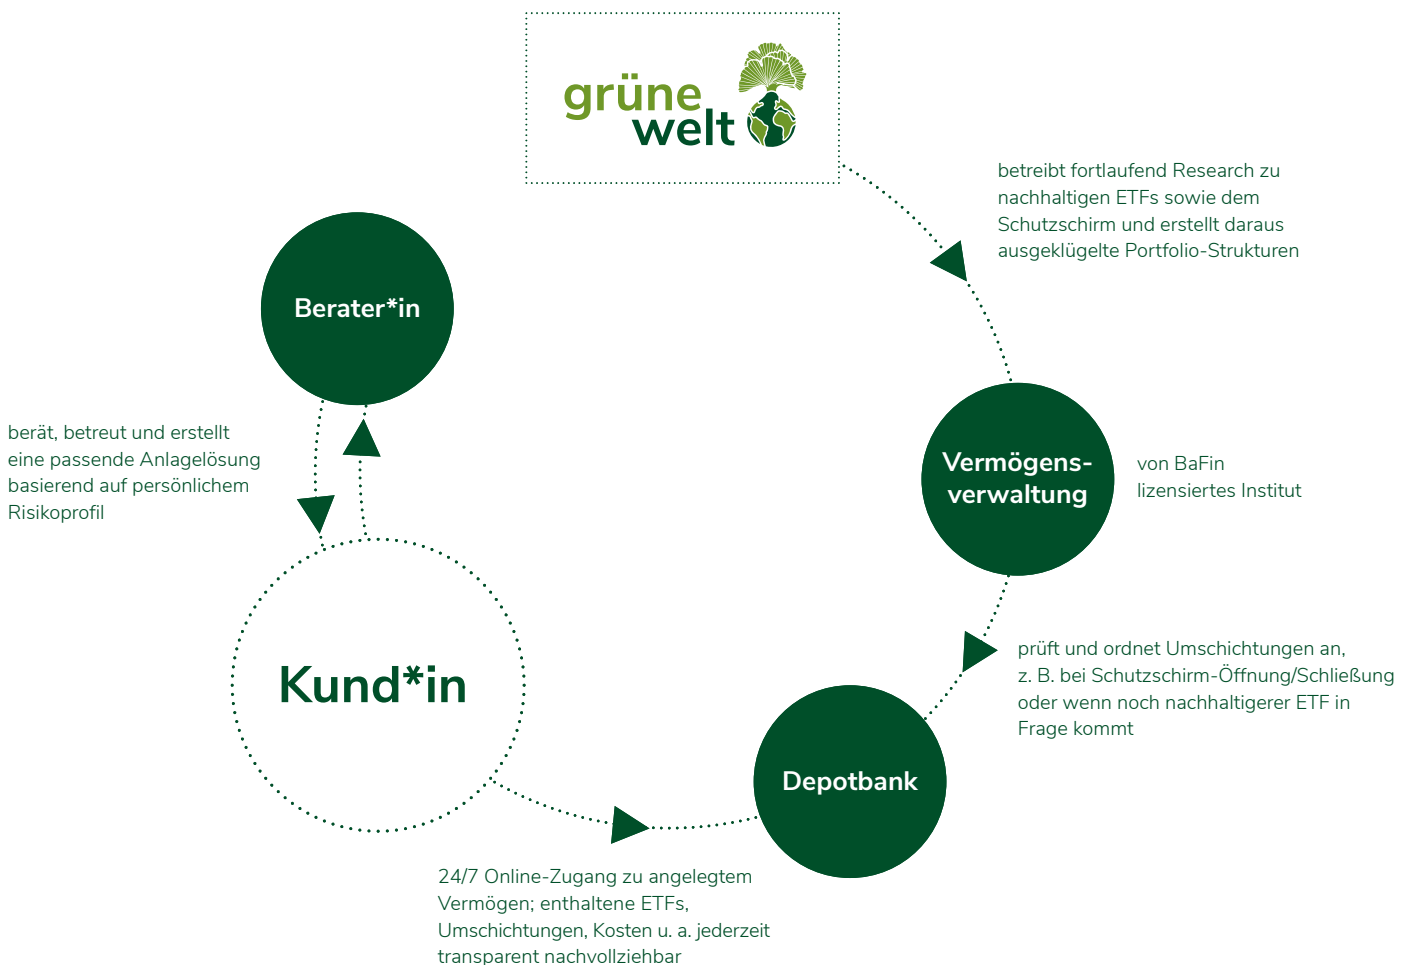 grüne
welt
betreibt fortlaufend Research zu
nachhaltigen ETFs sowie dem
Schutzschirm und erstellt daraus
ausgeklügelte Portfolio-Strukturen
Berater*in
berät, betreut und erstellt
eine passende Anlagelösung
basierend auf persönlichem
Risikoprofil
Vermögens-
verwaltung
von BaFin
lizensiertes Institut
Kund*in
prüft und ordnet Umschichtungen an,
z. B. bei Schutzschirm-Öffnung/Schließung
oder wenn noch nachhaltigerer ETF in
Frage kommt
Depotbank
24/7 Online-Zugang zu angelegtem
Vermögen; enthaltene ETFs,
Umschichtungen, Kosten u. a. jederzeit
transparent nachvollziehbar